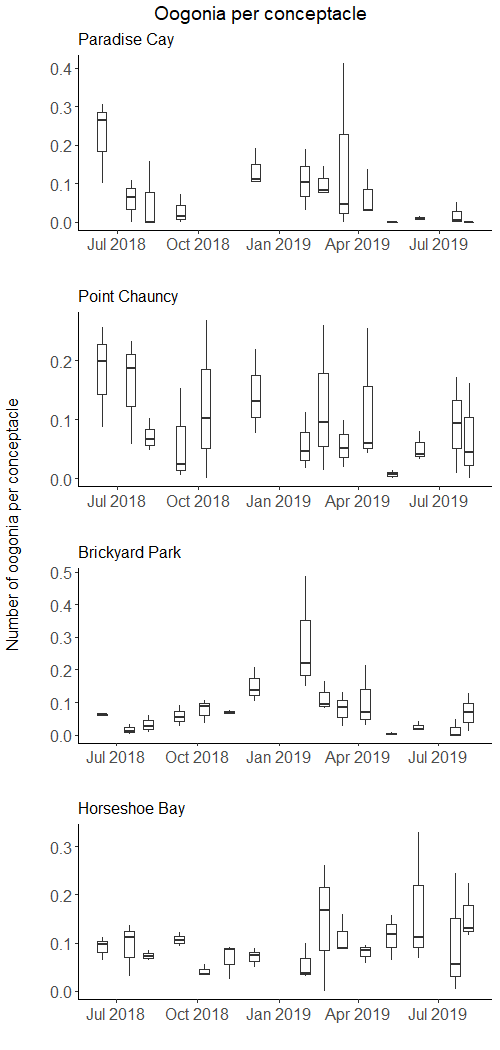 Oogonia per conceptacle
Paradise Cay
0.4
0.3
0.2
0.1
0.0
Jul 2018 Oct 2018 Jan 2019 Apr 2019 Jul 2019
Point Chauncy
0.2
0.1
0.0
Jul 2018 Oct 2018 Jan 2019 Apr 2019 Jul 2019
Number of oogonia per conceptacle
Brickyard Park
0.5
0.4
0.3
0.2
0.1
0.0
Jul 2018 Oct 2018 Jan 2019 Apr 2019 Jul 2019
Horseshoe Bay
0.3
0.2
0.1
0.0
Jul 2018 Oct 2018 Jan 2019 Apr 2019 Jul 2019